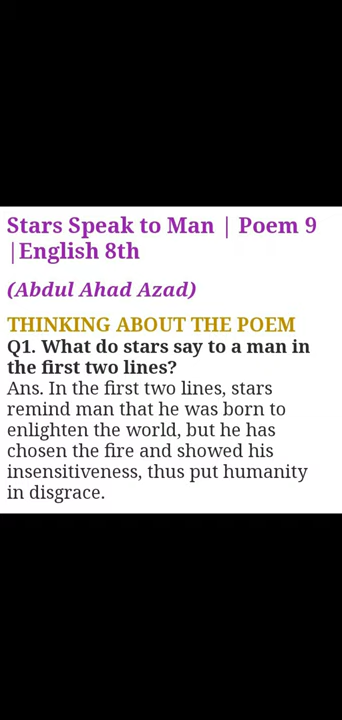 Stars Speak to Man | Poem 9
|English 8th
(Abdul Ahad Azad)
THINKING ABOUT THE POEM
Q1. What do stars say to a man in
the first two lines?
Ans. In the first two lines, stars
remind man that he was born to
enlighten the world, but he has
chosen the fire and showed his
insensitiveness, thus put humanity
in disgrace.